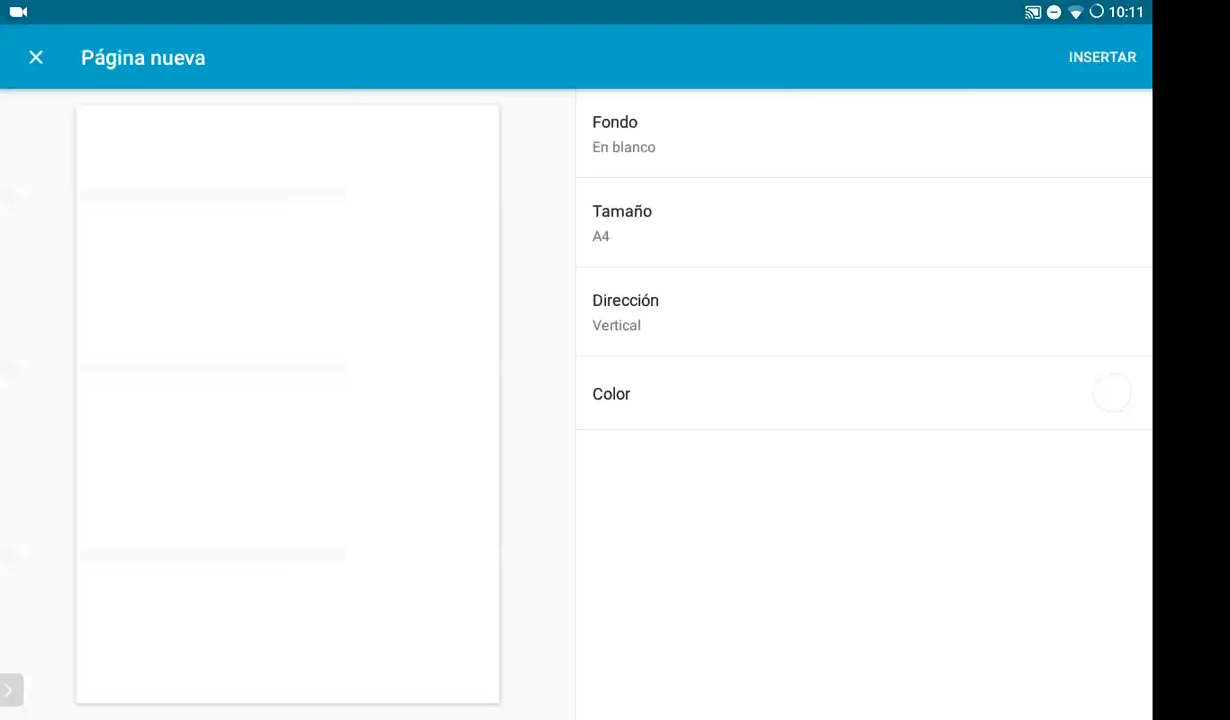 10:11
Página nueva
INSERTAR
Fondo
En blanco
Tamaño
A4
Dirección
Vertical
Color